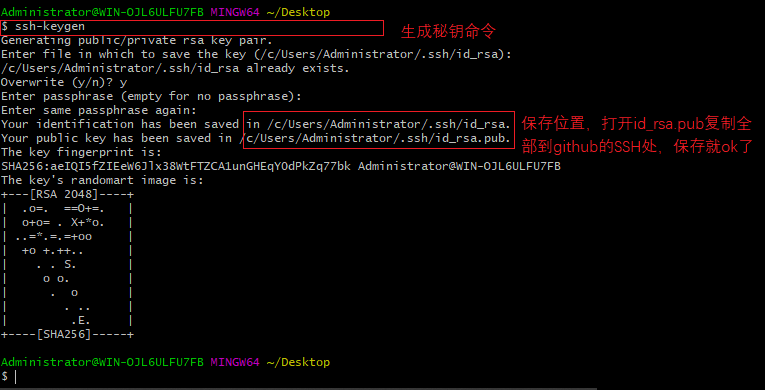 Administrator@WIN-OJL6ULFU7FB MINGW64 ~/Desktop
$ ssh-keygen
生成秘钥命令
Generating public/private rsa key pair.
Enter file in which to save the key (/c/Users/Administrator/.ssh/id_rsa):
/c/Users/Administrator/.ssh/id_rsa already exists.
Overwrite (y/n)? y
Enter passphrase (empty for no passphrase):
Enter same passphrase again:
Your identification has been saved in /c/Users/Administrator/.ssh/id_rsa.
Your public key has been saved in /c/Users/Administrator/.ssh/id_rsa.pub.
保存位置，打开id_rsa.pub复制全
部到github的SSH处，保存就ok了
The key fingerprint is:
SHA256:aeIQI5fZIEeW6Jlx38WtFTZCA1unGHEqYOdPkZq77bk Administrator@WIN-OJL6ULFU7FB
The key's randomart image is:
+---[RSA 2048]----+
|  .o=.  ==O+=.   |
|  o+o= . X+*o.   |
| ..=*.=.=+oo     |
|  +o +.++..      |
|    . . S.       |
|     o o.        |
|      .  o       |
|        . ..     |
|         .E.     |
+----[SHA256]-----+
Administrator@WIN-OJL6ULFU7FB MINGW64 ~/Desktop
$